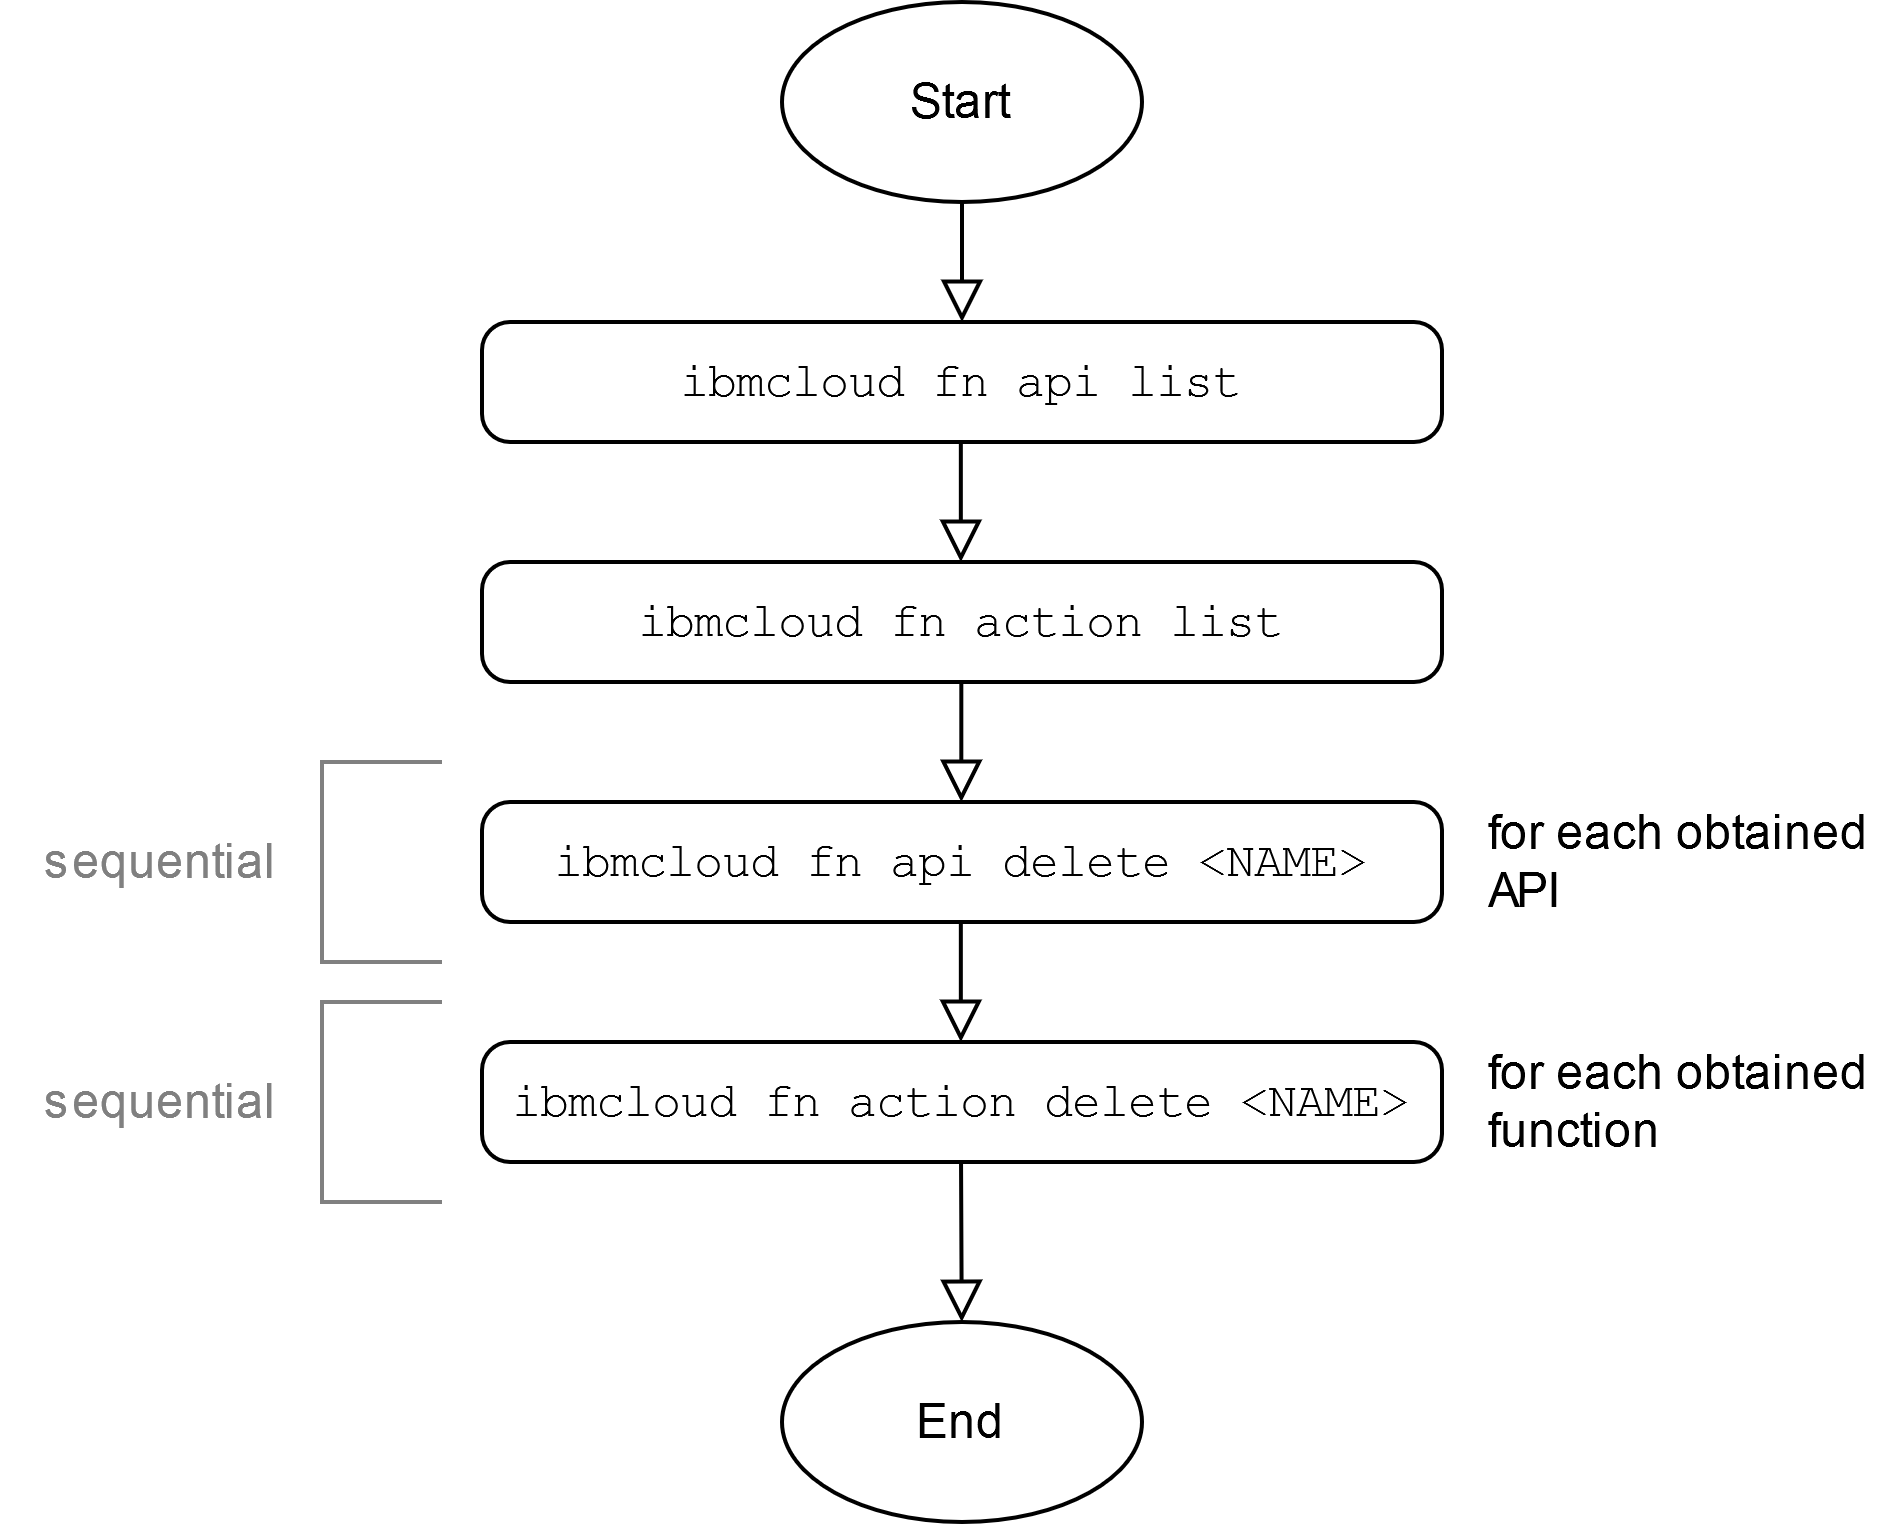 Start
ibmcloud fn api list
ibmcloud fn action list
sequential
ibmcloud fn api delete <NAME>
for each obtained
API
sequential
ibmcloud fn action delete <NAME>
for each obtained
function
End